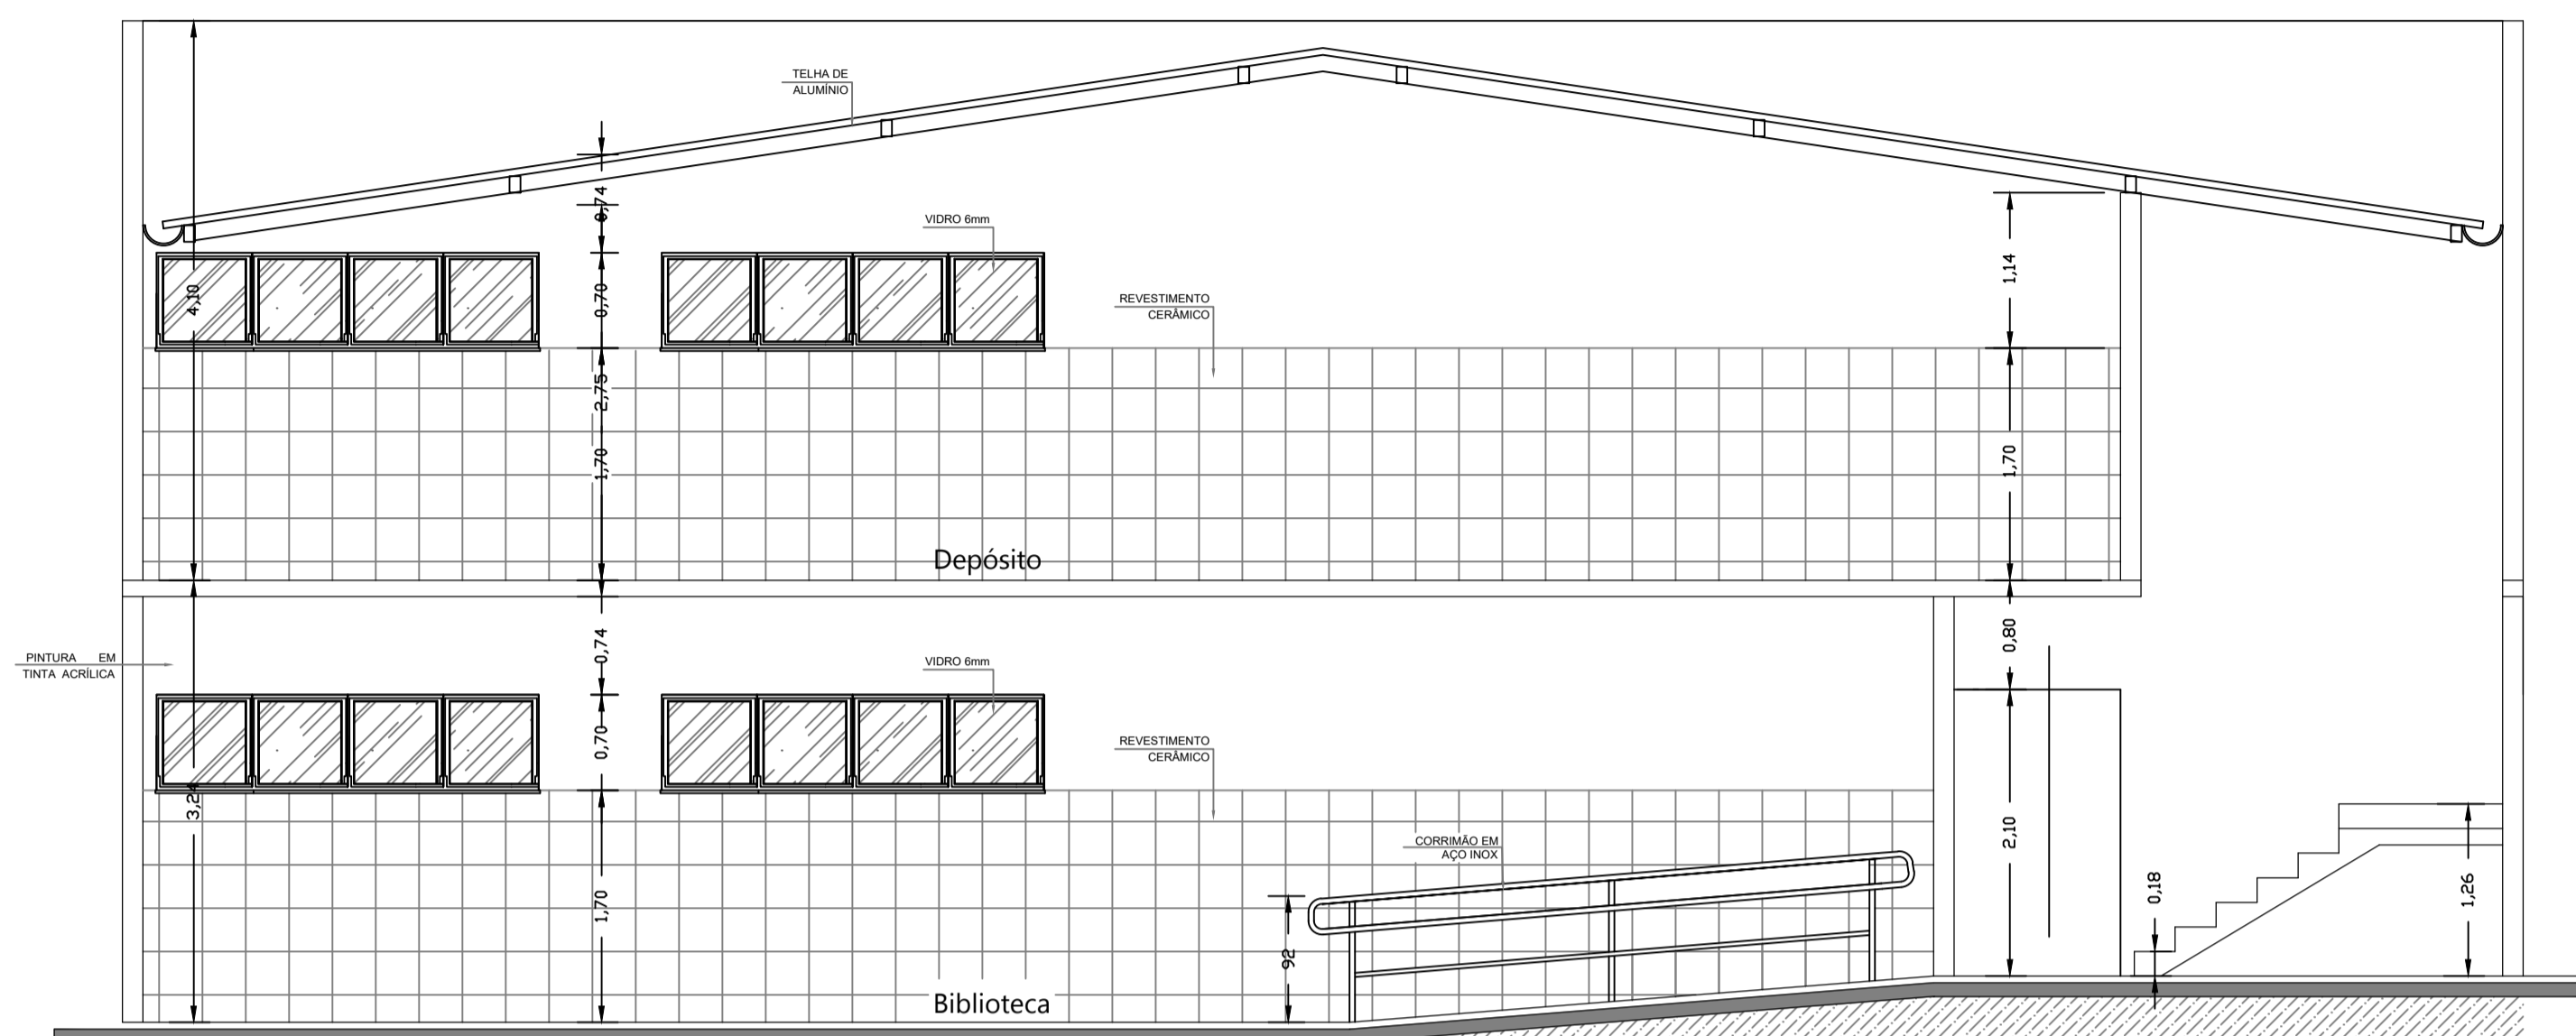 TELHA DE
ALUMÍNIO
0,74
VIDRO 6mm
4,10
0,70
1,14
REVESTIMENTO
CERÂMICO
2,75
1,70
1,70
Depósito
0,74
0,80
PINTURA EM
TINTA ACRÍLICA
VIDRO 6mm
0,70
REVESTIMENTO
CERÂMICO
3,24
2,10
CORRIMÃO EM
AÇO INOX
1,70
0,18
1,26
92
Biblioteca